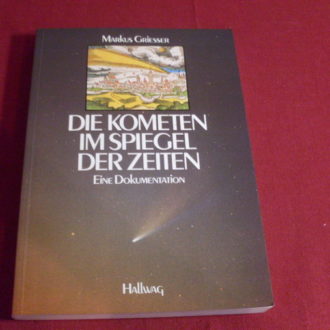 Markus Griesser
DIE KOMETEN
IM SPIEGEL
DER ZEITEN
Eine Dokumentation
Hallwag